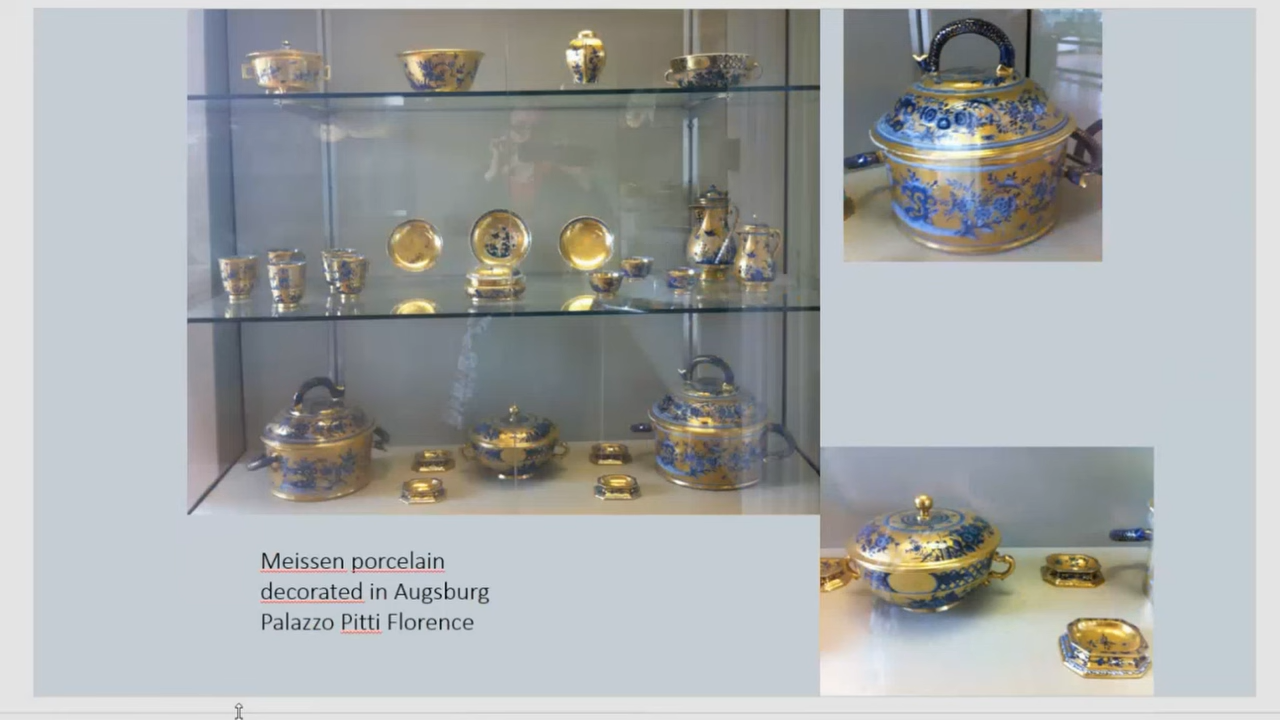 Meissen porcelain
decorated in Augsburg
Palazzo Pitti Florence